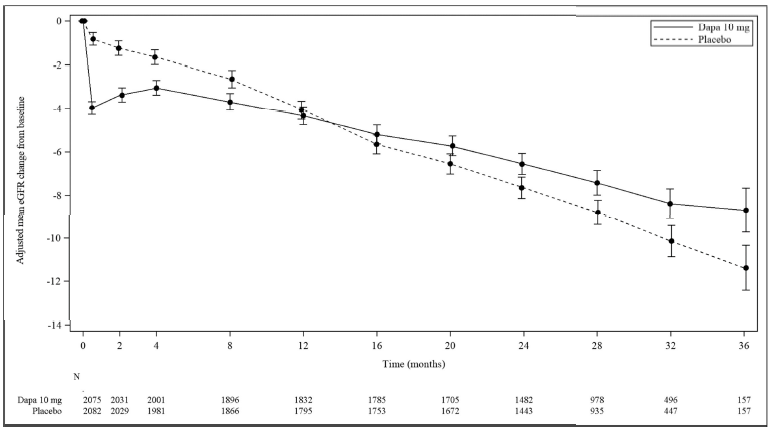 0
-2
-4
-6
-8
-10
-12
-14
Adjusted mean eGFR change from baseline
Dapa 10 mg
Placebo
0 2 4 8 12 16 20 24 28 32 36
Time (months)
N
Dapa 10 mg 2075 2031 2001 1896 1832 1785 1705 1482 978 496 157
Placebo 2082 2029 1981 1866 1795 1753 1672 1443 935 447 157